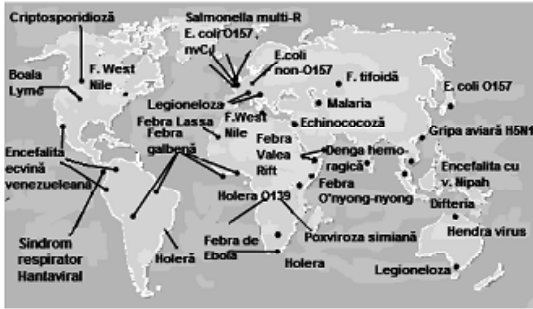 Criptosporidioză
Salmonella multi-R
E. coli O157
nvCJ
E.coli
non-O157
F. West
Nile
Boala
Lyme
F. tifoidă
E. coli O157
Legioneloza
Malaria
Febra Lassa
F.West
Nile
Echinococoză
Febra
galbenă
Gripa aviară H5N1
Febra
Valea
Rift
Denga hemo-
ragică
Encefalita
ecvină
venezueleană
Encefalita cu
v. Nipah
Febra
O'nyong-nyong
Holera O139
Difteria
Hendra virus
Sindrom
respirator
Hantaviral
Holeră
Febra de
Ebola
Poxviroza simiană
Holera
Legioneloza